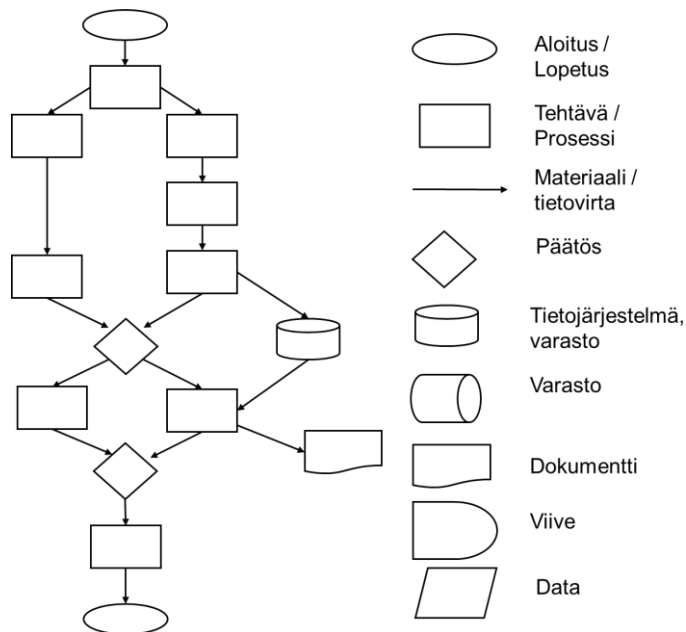 Aloitus /
Lopetus
Tehtävä /
Prosessi
Materiaali /
tietovirta
Päätös
Tietojärjestelmä,
varasto
Varasto
Dokumentti
Viive
Data